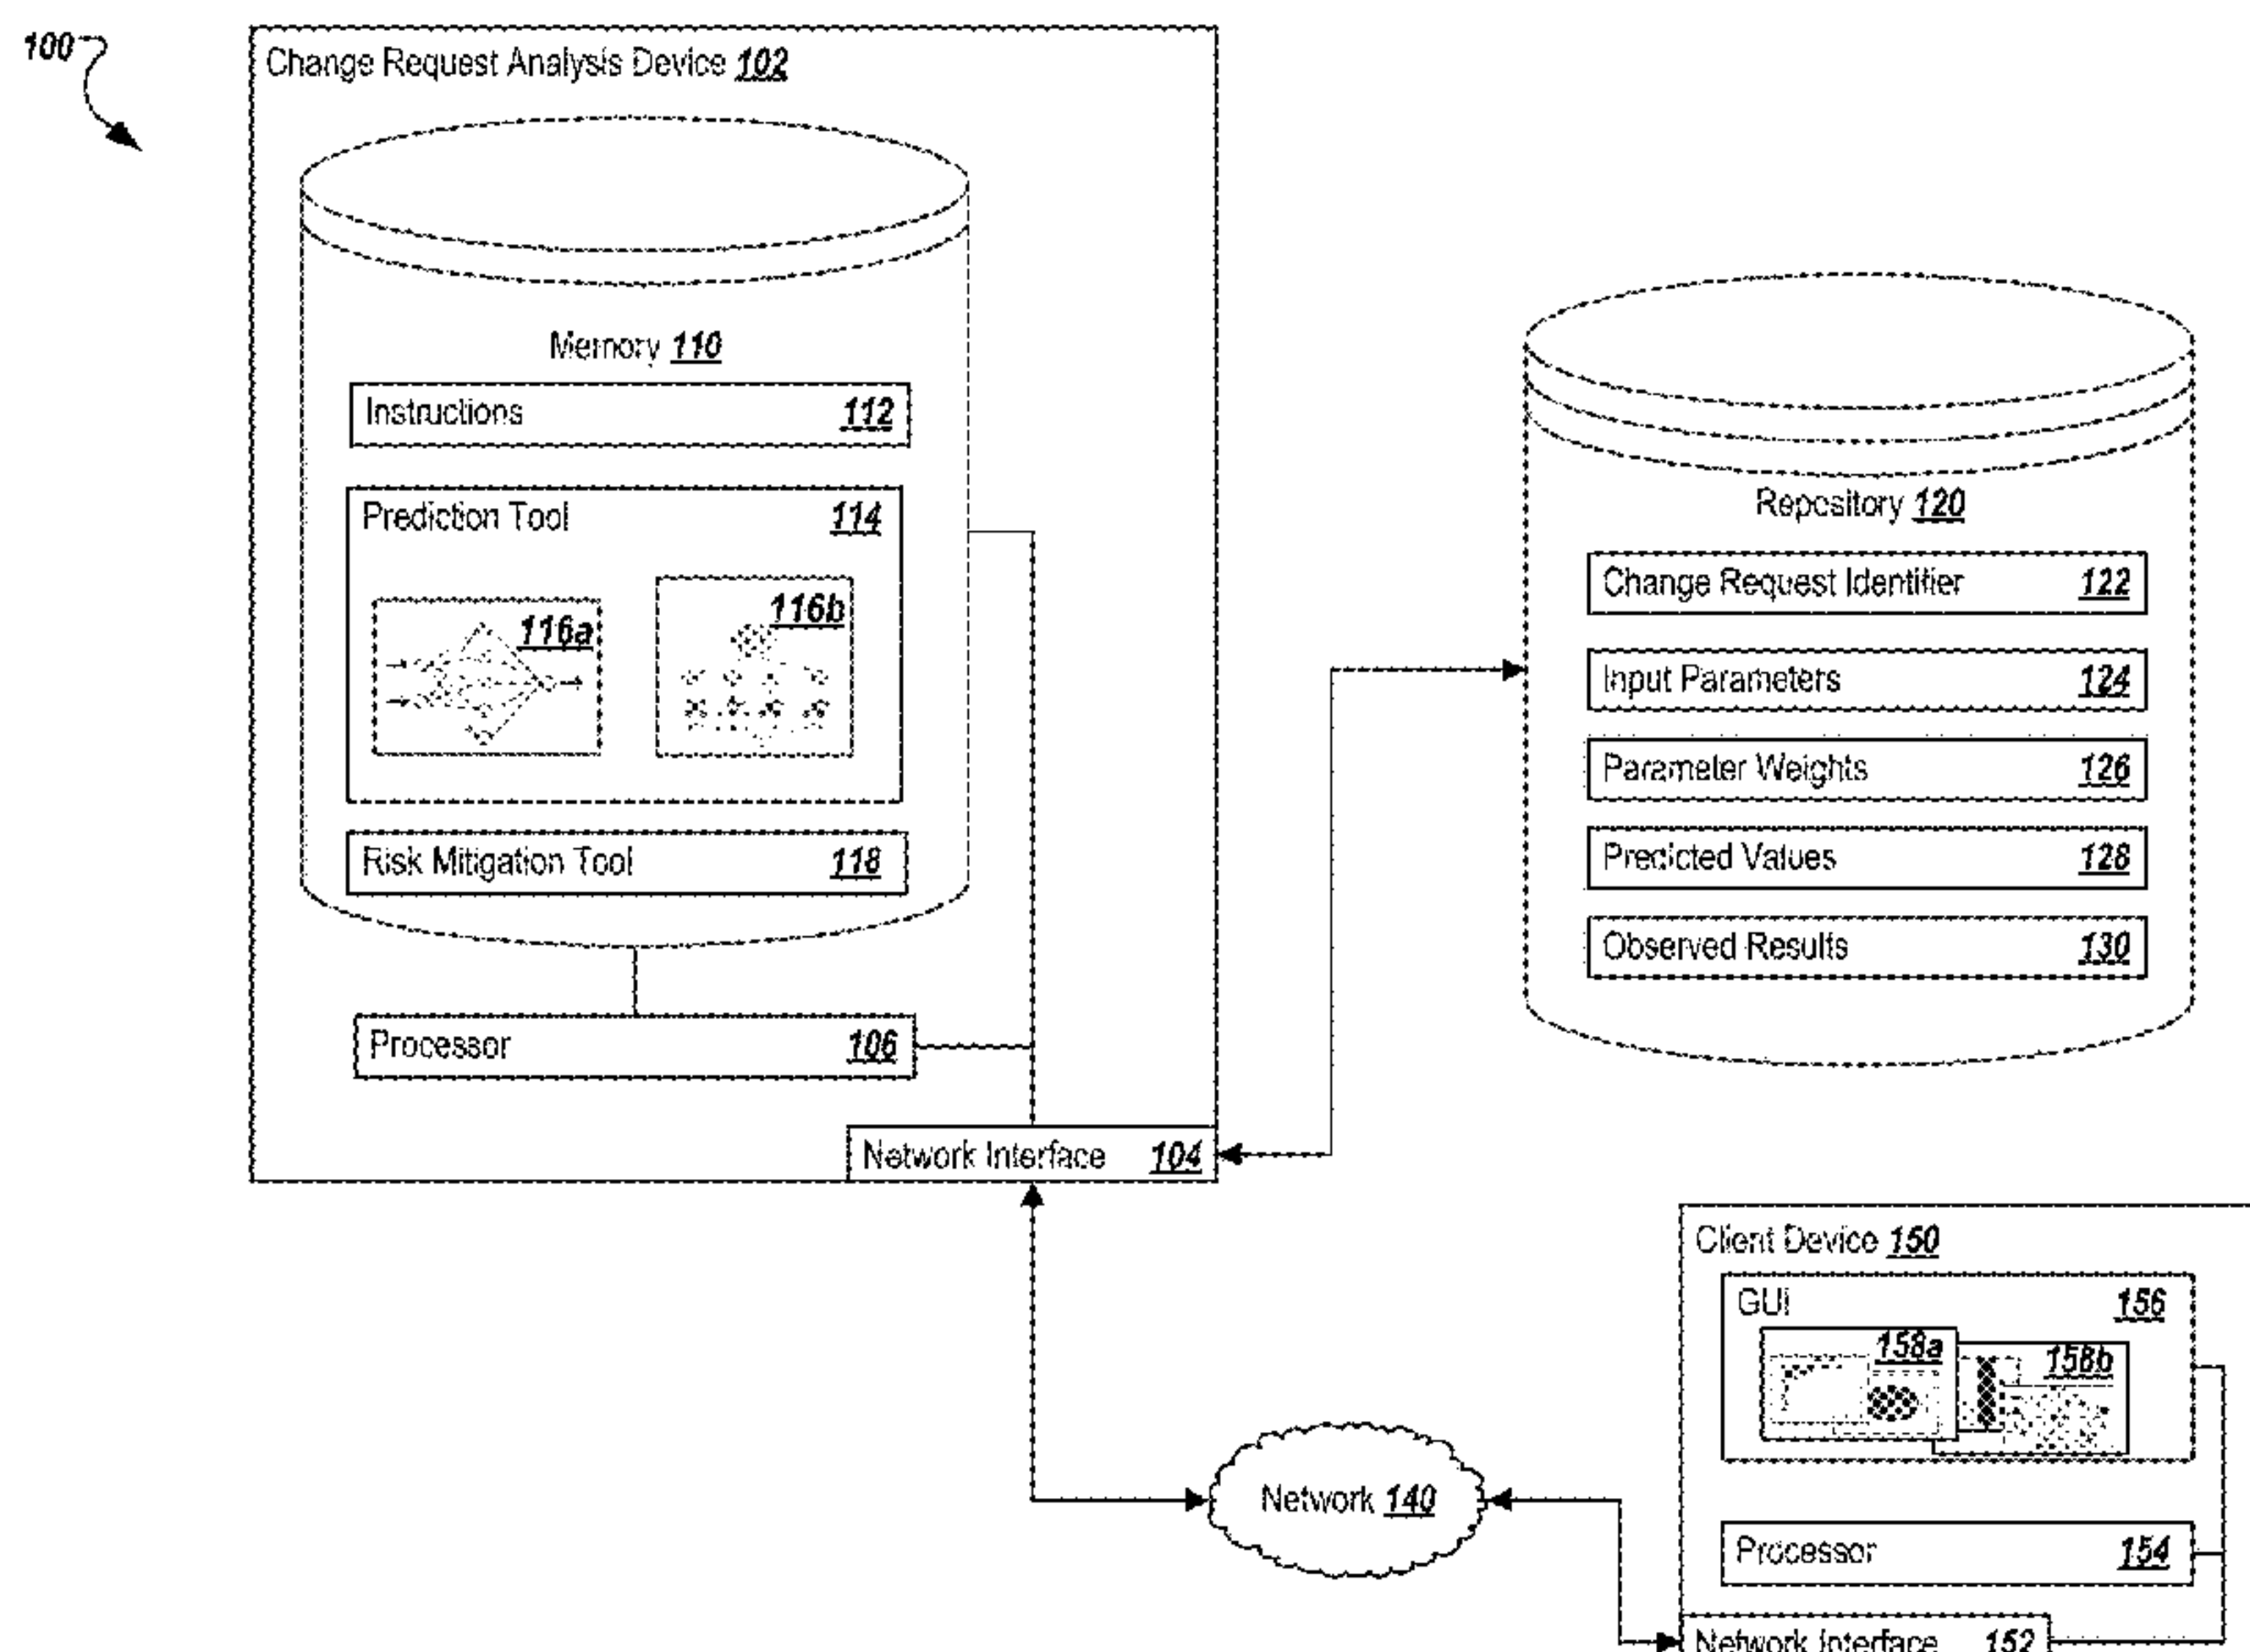 100
Change Request Analysis Device 102
Memory 110
Instructions 112
Prediction Tool 114
116a
116b
Risk Mitigation Tool 118
Processor 106
Network Interface 104
Repository 120
Change Request Identifier 122
Input Parameters 124
Parameter Weights 126
Predicted Values 128
Observed Results 130
Network 140
Client Device 150
GUI 156
158a
158b
Processor 154
Network Interface 152